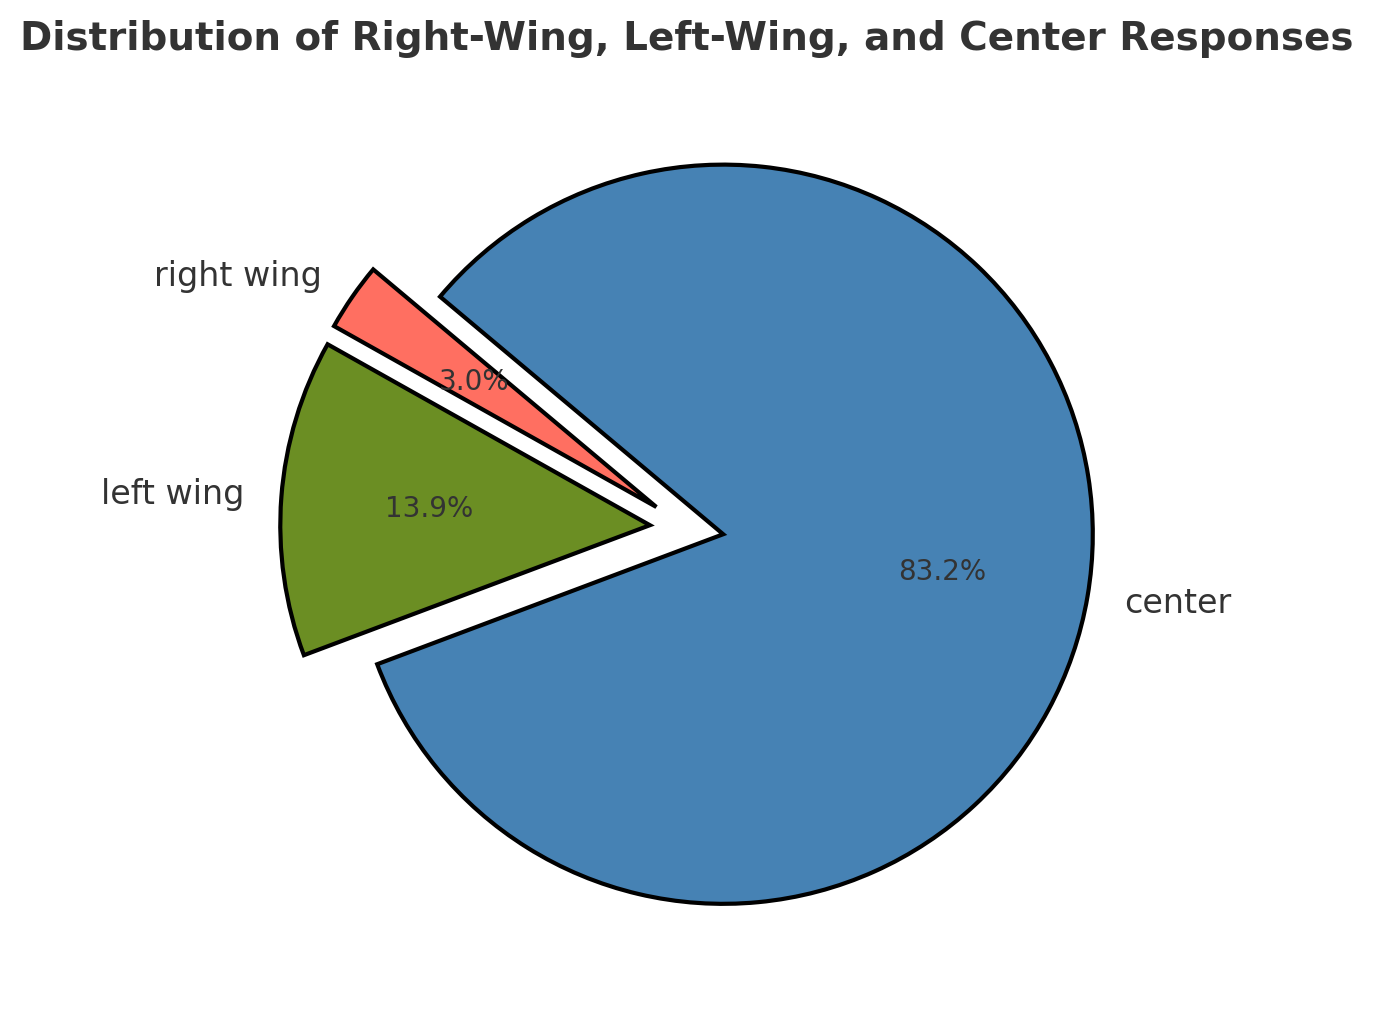 Distribution of Right-Wing, Left-Wing, and Center Responses
right wing
3.0%
left wing
13.9%
83.2%
center